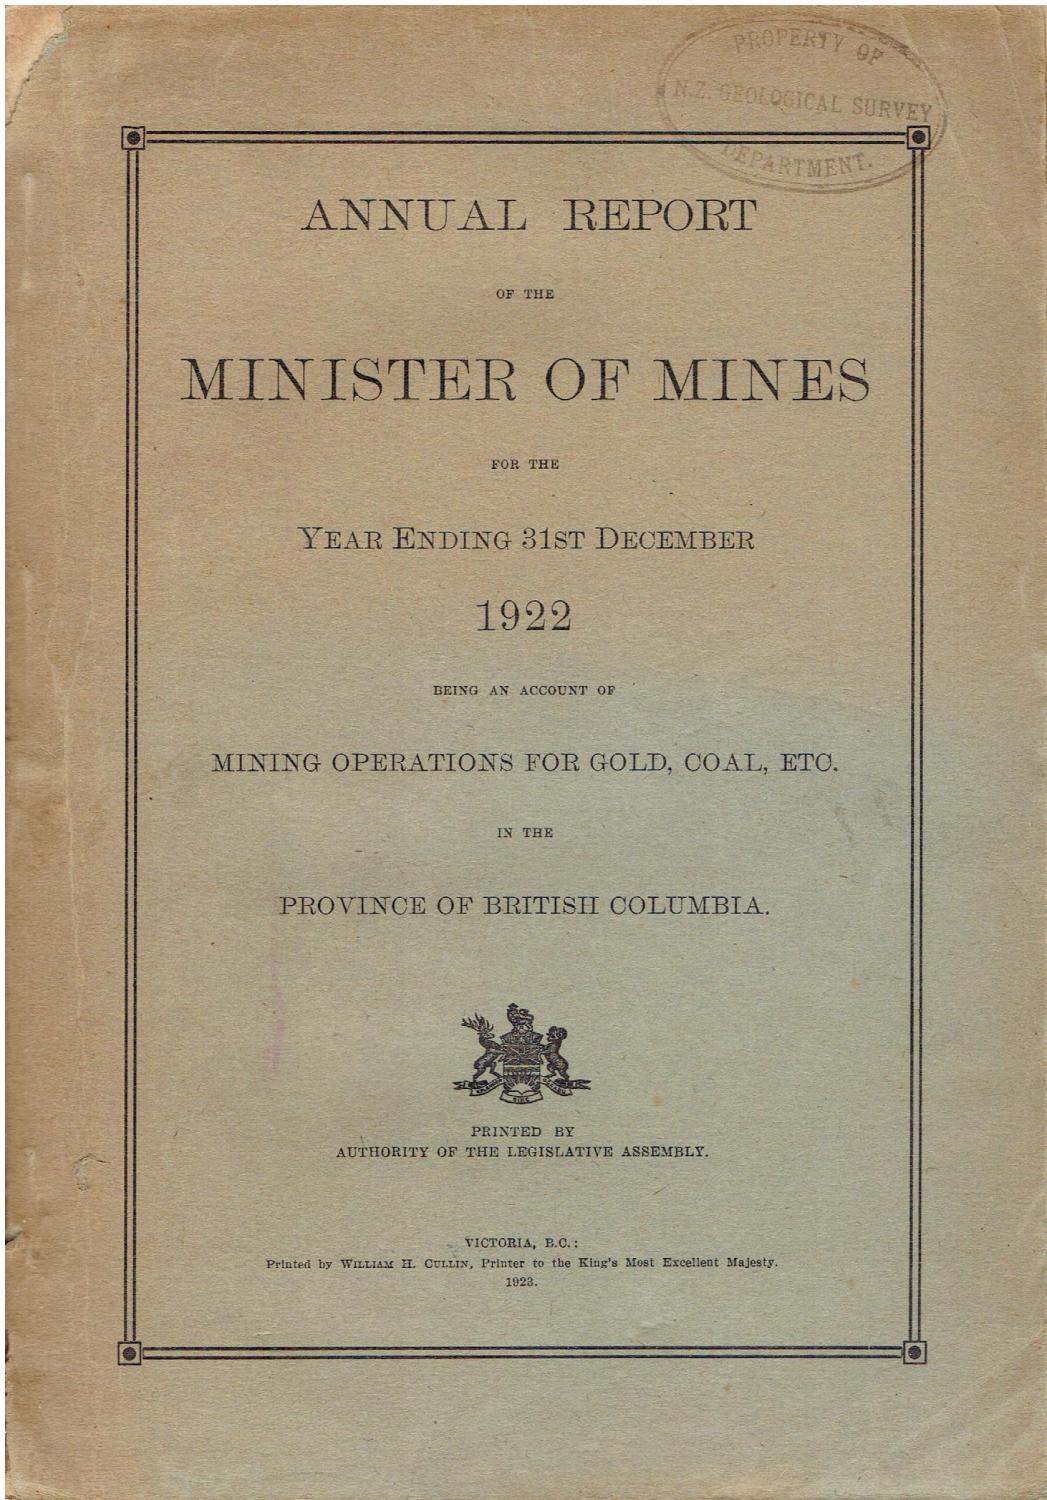 PROPERTY OF
N.Z. GEOLOGICAL SURVEY
DEPARTMENT.
ANNUAL REPORT
OF THE
MINISTER OF MINES
FOR THE
YEAR ENDING 31ST DECEMBER
1922
BEING AN ACCOUNT OF
MINING OPERATIONS FOR GOLD, COAL, ETC.
IN THE
PROVINCE OF BRITISH COLUMBIA.
PRINTED BY
AUTHORITY OF THE LEGISLATIVE ASSEMBLY.
VICTORIA, B.C.:
Printed by WILLIAM H. CULLIN, Printer to the King's Most Excellent Majesty.
1923.